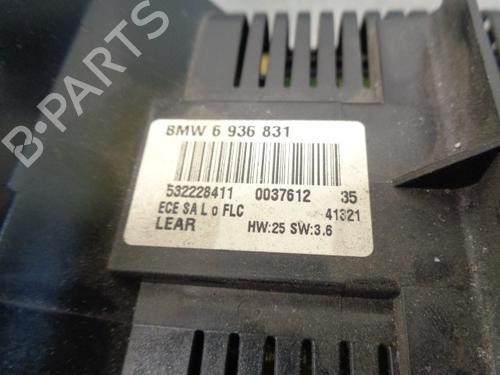 BMW 6 936 831
532228411 0037612 35
ECE SA L o FLC 41321
LEAR HW:25 SW:3.6
B-PARTS